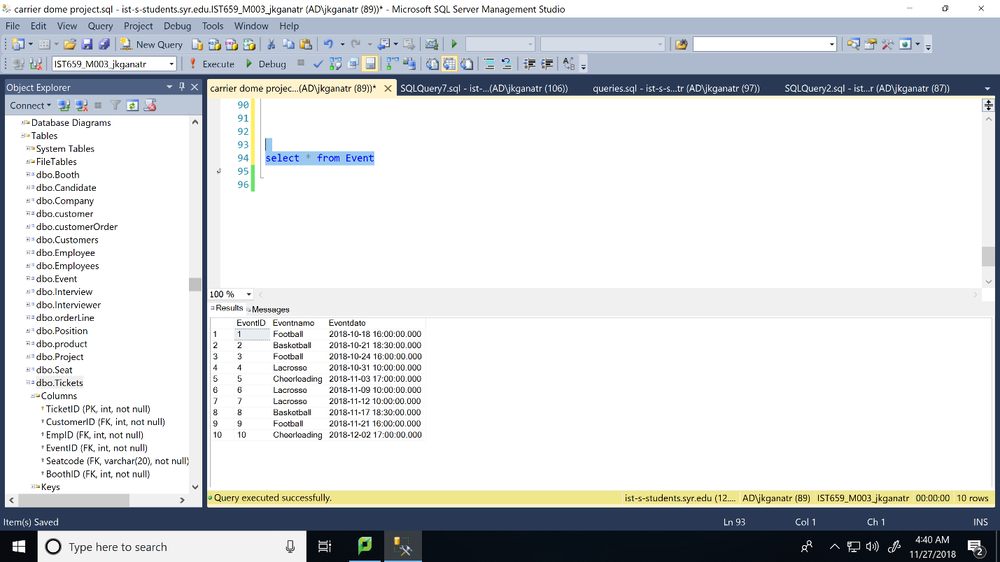 carrier dome project.sql - ist-s-students.syr.edu.IST659_M003_jkganatr (AD\jkganatr (89))* - Microsoft SQL Server Management Studio
File Edit View Query Project Debug Tools Window Help
New Query
IST659_M003_jkganatr Execute Debug
Object Explorer
carrier dome projec...(AD\jkganatr (89))* SQLQuery7.sql - ist-...(AD\jkganatr (106)) queries.sql - ist-s-s...tr (AD\jkganatr (97)) SQLQuery2.sql - ist...r (AD\jkganatr (87))
Connect
Database Diagrams
Tables
System Tables
FileTables
dbo.Booth
dbo.Candidate
dbo.Company
dbo.customer
dbo.customerOrder
dbo.Customers
dbo.Employee
dbo.Employees
dbo.Event
dbo.Interview
dbo.Interviewer
dbo.orderLine
dbo.Position
dbo.product
dbo.Project
dbo.Seat
dbo.Tickets
Columns
TicketID (PK, int, not null)
CustomerID (FK, int, not null)
EmpID (FK, int, not null)
EventID (FK, int, not null)
Seatcode (FK, varchar(20), not null)
BoothID (FK, int, not null)
Keys
90
91
92
93
94 select * from Event
95
96
100 %
Results Messages
EventID Eventname Eventdate
1 1 Football 2018-10-18 16:00:00.000
2 2 Basketball 2018-10-21 18:30:00.000
3 3 Football 2018-10-24 16:00:00.000
4 4 Lacrosse 2018-10-31 10:00:00.000
5 5 Cheerleading 2018-11-03 17:00:00.000
6 6 Lacrosse 2018-11-09 10:00:00.000
7 7 Lacrosse 2018-11-12 10:00:00.000
8 8 Basketball 2018-11-17 18:30:00.000
9 9 Football 2018-11-21 16:00:00.000
10 10 Cheerleading 2018-12-02 17:00:00.000
Query executed successfully. ist-s-students.syr.edu (12.... AD\jkganatr (89) IST659_M003_jkganatr 00:00:00 10 rows
Item(s) Saved Ln 93 Col 1 Ch 1 INS
Type here to search
4:40 AM
11/27/2018
2